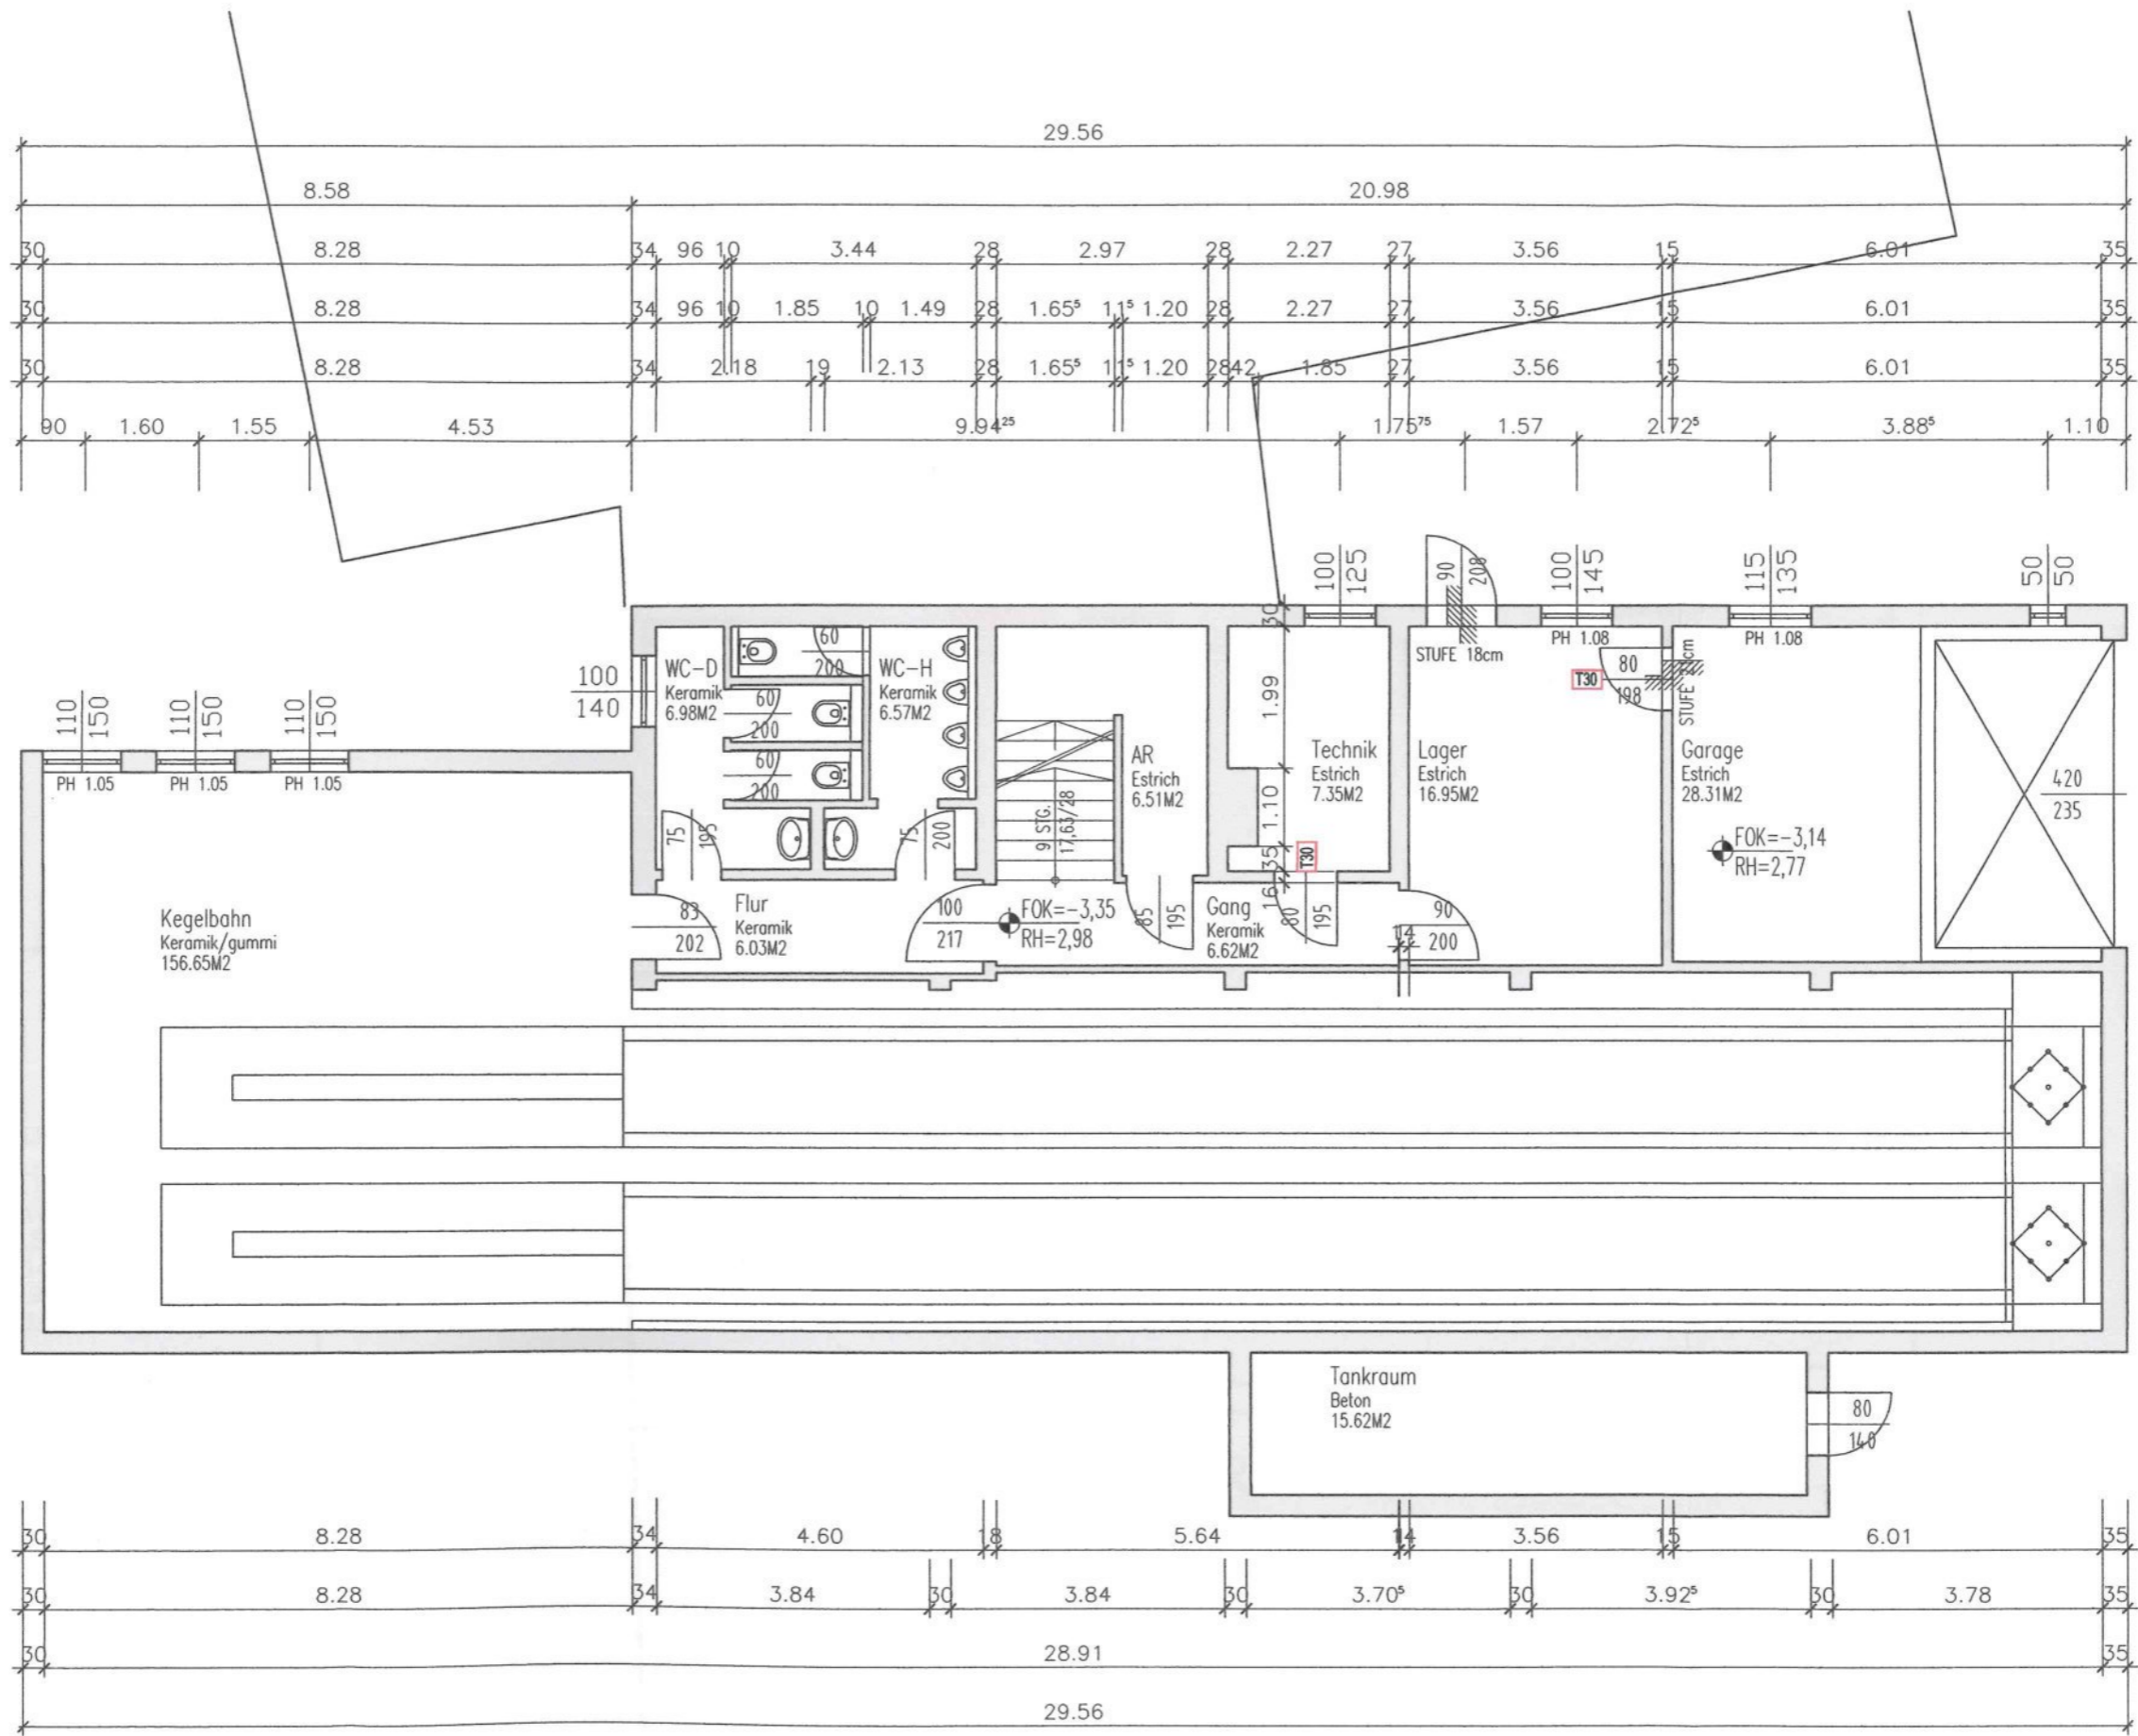 29.56
8.58 20.98
30 8.28 34 96 10 3.44 28 2.97 28 2.27 27 3.56 15 6.01 35
30 8.28 34 96 10 1.85 10 1.49 28 1.65⁵ 11⁵ 1.20 28 2.27 27 3.56 15 6.01 35
30 8.28 34 2.18 19 2.13 28 1.65⁵ 11⁵ 1.20 28 42 1.85 27 3.56 15 6.01 35
90 1.60 1.55 4.53 9.94²⁵ 1.75⁷⁵ 1.57 2.72⁵ 3.88⁵ 1.10
100
125
90
208
100
145
115
135
50
50
30
PH 1.08
PH 1.08
STUFE 18cm
100
140
110
150
110
150
110
150
PH 1.05
PH 1.05
PH 1.05
WC-D
Keramik
6.98M2
60
200
60
200
60
200
WC-H
Keramik
6.57M2
75
195
75
200
9 STG.
17,63/28
AR
Estrich
6.51M2
1.99
1.10
35
16
Technik
Estrich
7.35M2
T30
Lager
Estrich
16.95M2
T30
80
198
STUFE
Garage
Estrich
28.31M2
FOK=-3,14
RH=2,77
420
235
Kegelbahn
Keramik/gummi
156.65M2
83
202
Flur
Keramik
6.03M2
100
217
FOK=-3,35
RH=2,98
85
195
Gang
Keramik
6.62M2
80
195
14
90
200
Tankraum
Beton
15.62M2
80
140
30 8.28 34 4.60 18 5.64 14 3.56 15 6.01 35
30 8.28 34 3.84 30 3.84 30 3.70⁵ 30 3.92⁵ 30 3.78 35
30 28.91 35
29.56